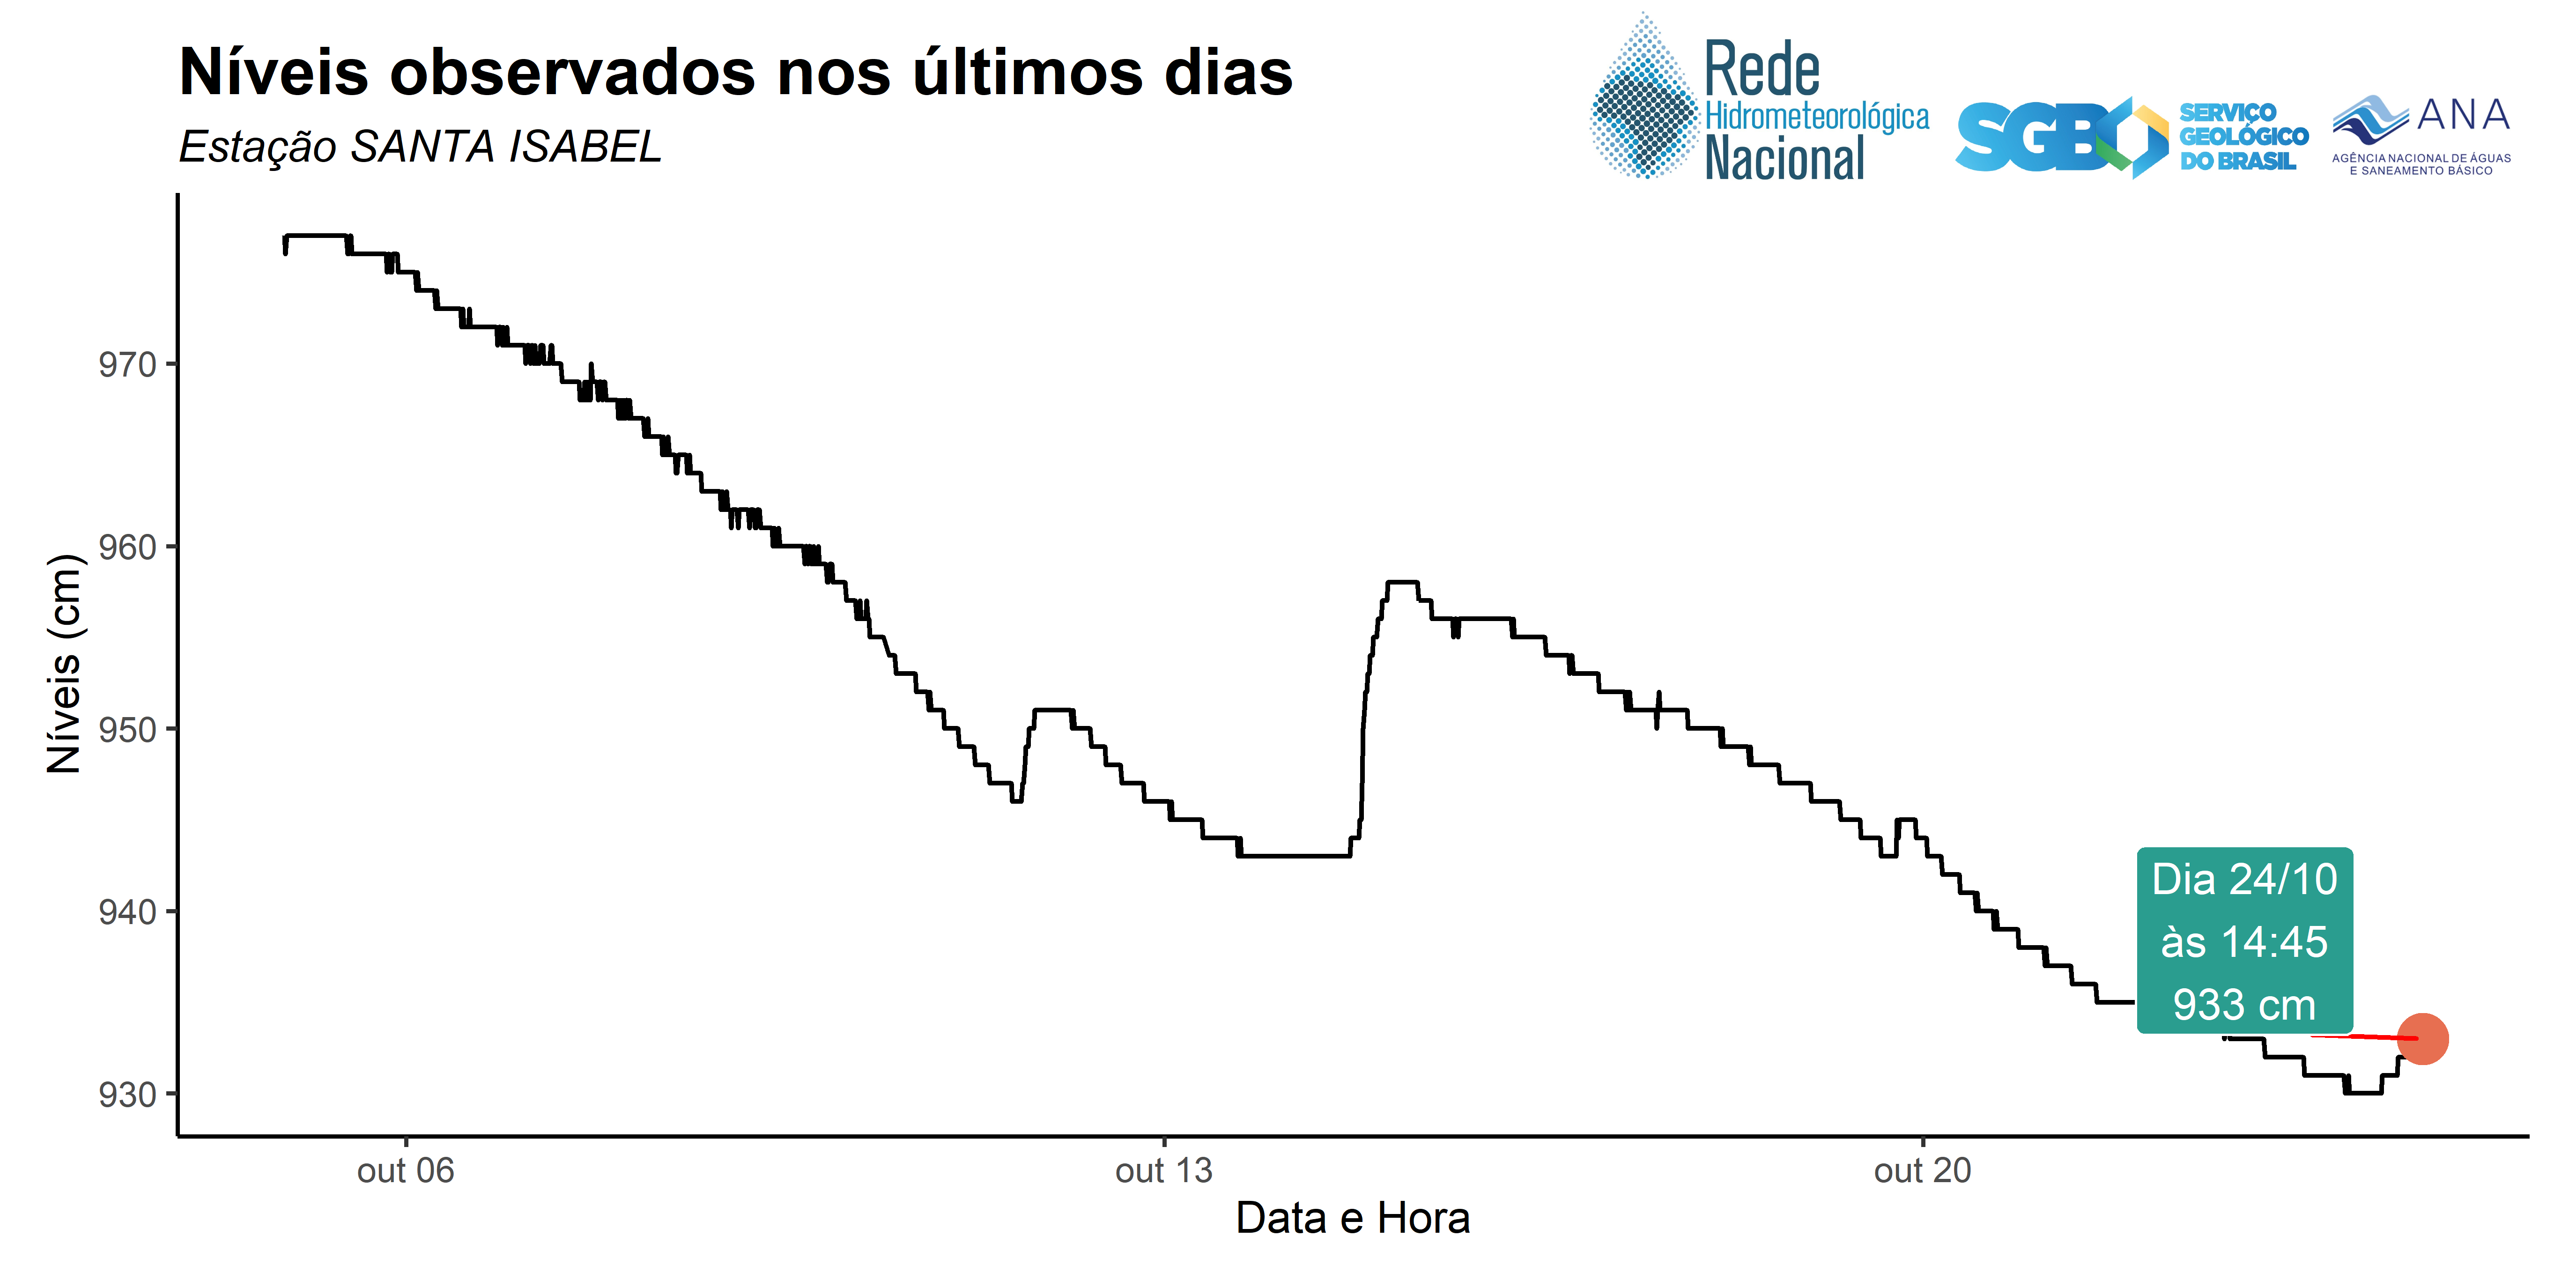 Níveis observados nos últimos dias
Estação SANTA ISABEL
Rede
Hidrometeorológica
Nacional
SGB
SERVIÇO
GEOLÓGICO
DO BRASIL
ANA
AGÊNCIA NACIONAL DE ÁGUAS
E SANEAMENTO BÁSICO
Níveis (cm)
970
960
950
940
930
Dia 24/10
às 14:45
933 cm
out 06
out 13
out 20
Data e Hora